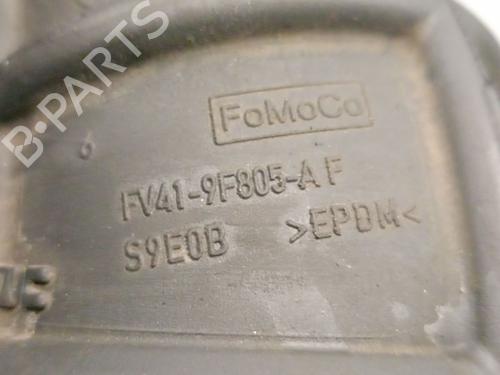 B-PARTS
FoMoCo
FV41-9F805-AF
S9E0B >EPDM<